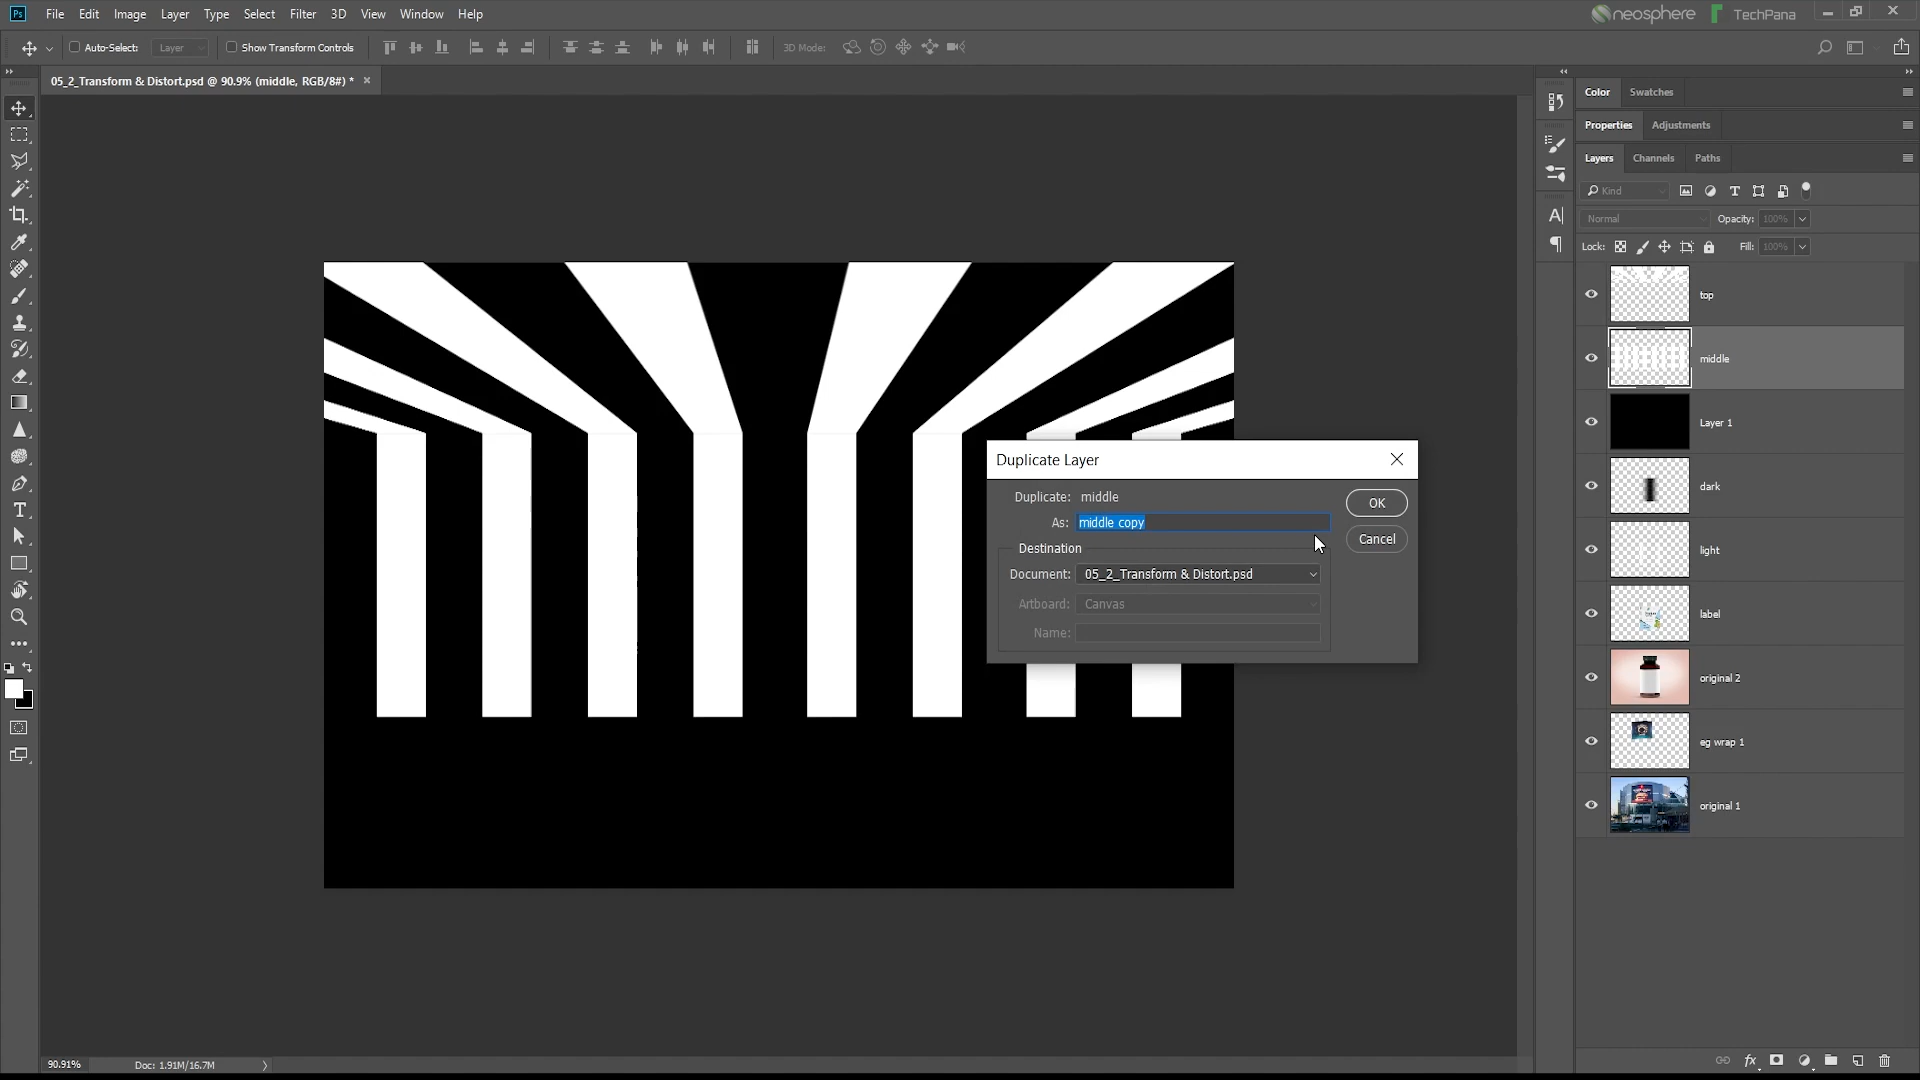 Ps File Edit Image Layer Type Select Filter 3D View Window Help
neosphere TechPana
Auto-Select: Layer Show Transform Controls 3D Mode:
05_2_Transform & Distort.psd @ 90.9% (middle, RGB/8#) *
Color Swatches
Properties Adjustments
Layers Channels Paths
Kind
Normal Opacity: 100%
Lock: Fill: 100%
top
middle
Layer 1
dark
light
label
original 2
eg wrap 1
original 1
Duplicate Layer
Duplicate: middle
As: middle copy
Destination
Document: 05_2_Transform & Distort.psd
Artboard: Canvas
Name:
OK
Cancel
90.91% Doc: 1.91M/16.7M